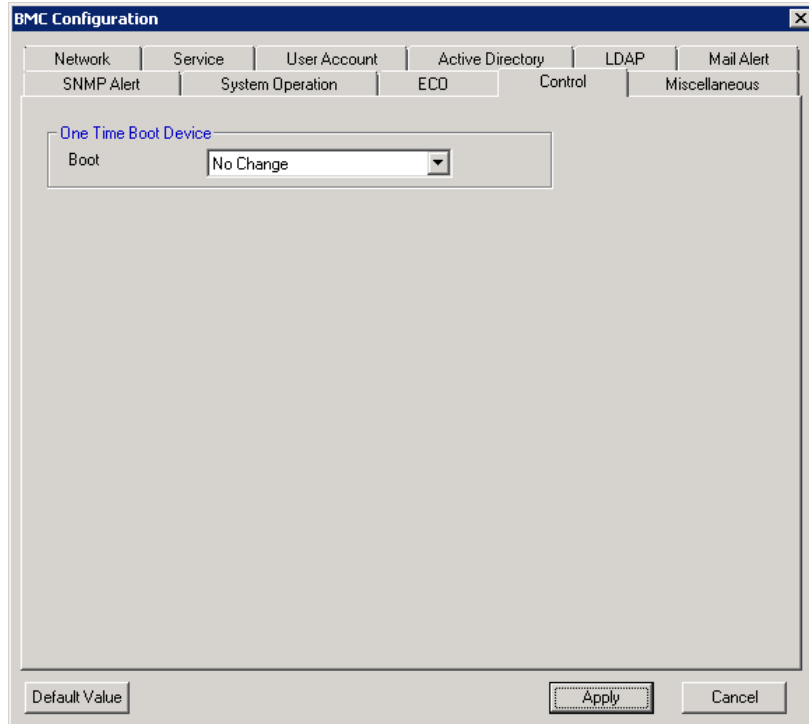 BMC Configuration
Network Service User Account Active Directory LDAP Mail Alert
SNMP Alert System Operation ECO Control Miscellaneous
One Time Boot Device
Boot No Change
Default Value Apply Cancel